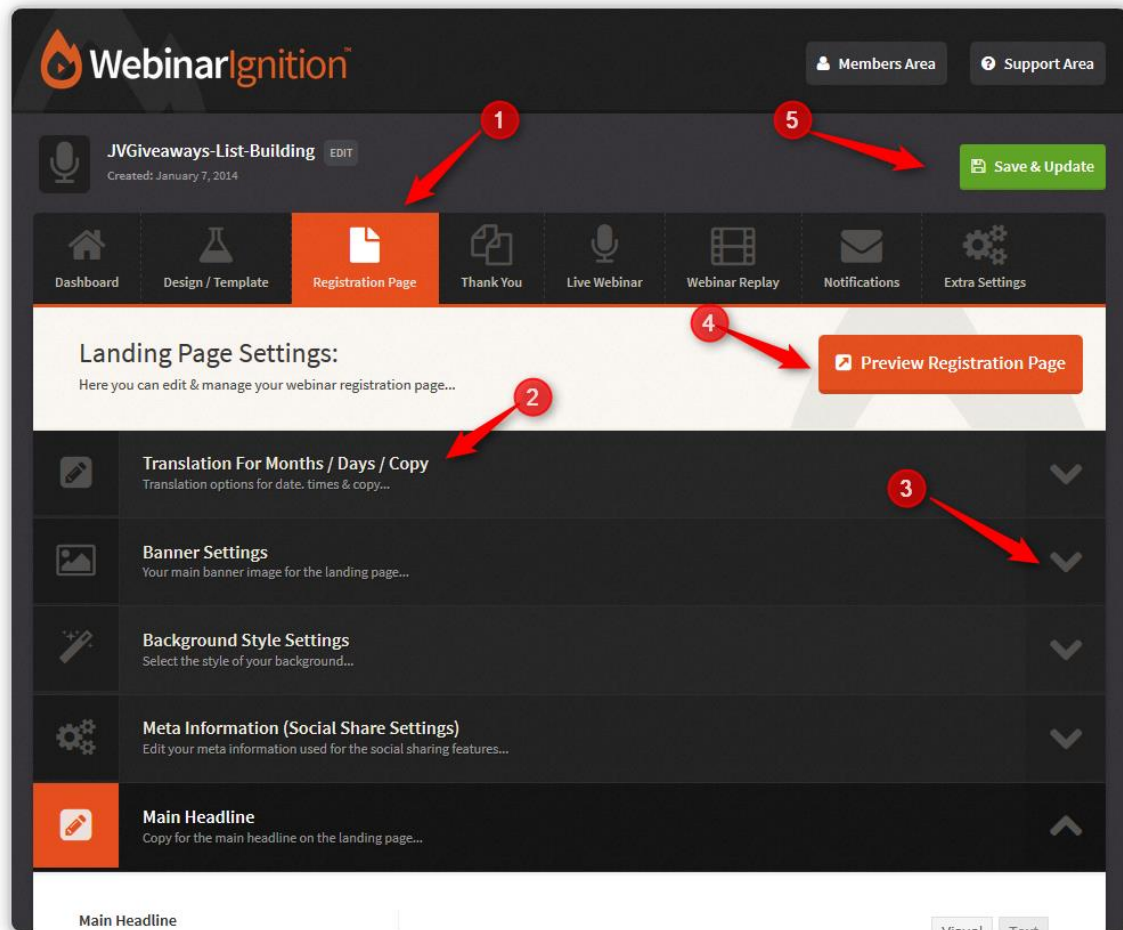 WebinarIgnition™
Members Area
Support Area
1
5
JVGiveaways-List-Building EDIT
Created: January 7, 2014
Save & Update
Dashboard
Design / Template
Registration Page
Thank You
Live Webinar
Webinar Replay
Notifications
Extra Settings
4
Landing Page Settings:
Here you can edit & manage your webinar registration page...
Preview Registration Page
2
Translation For Months / Days / Copy
Translation options for date. times & copy...
3
Banner Settings
Your main banner image for the landing page...
Background Style Settings
Select the style of your background...
Meta Information (Social Share Settings)
Edit your meta information used for the social sharing features...
Main Headline
Copy for the main headline on the landing page...
Main Headline
Visual
Text